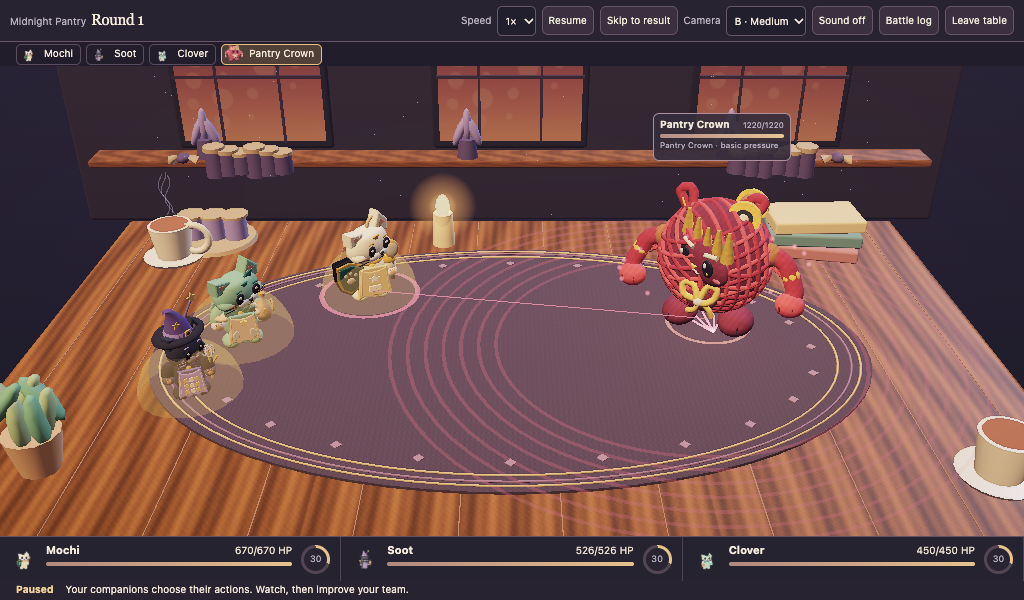 Midnight Pantry Round 1
Speed 1x Resume Skip to result Camera B · Medium Sound off Battle log Leave table
Mochi Soot Clover Pantry Crown
Pantry Crown 1220/1220
Pantry Crown · basic pressure
Mochi 670/670 HP 30
Soot 526/526 HP 30
Clover 450/450 HP 30
Paused Your companions choose their actions. Watch, then improve your team.